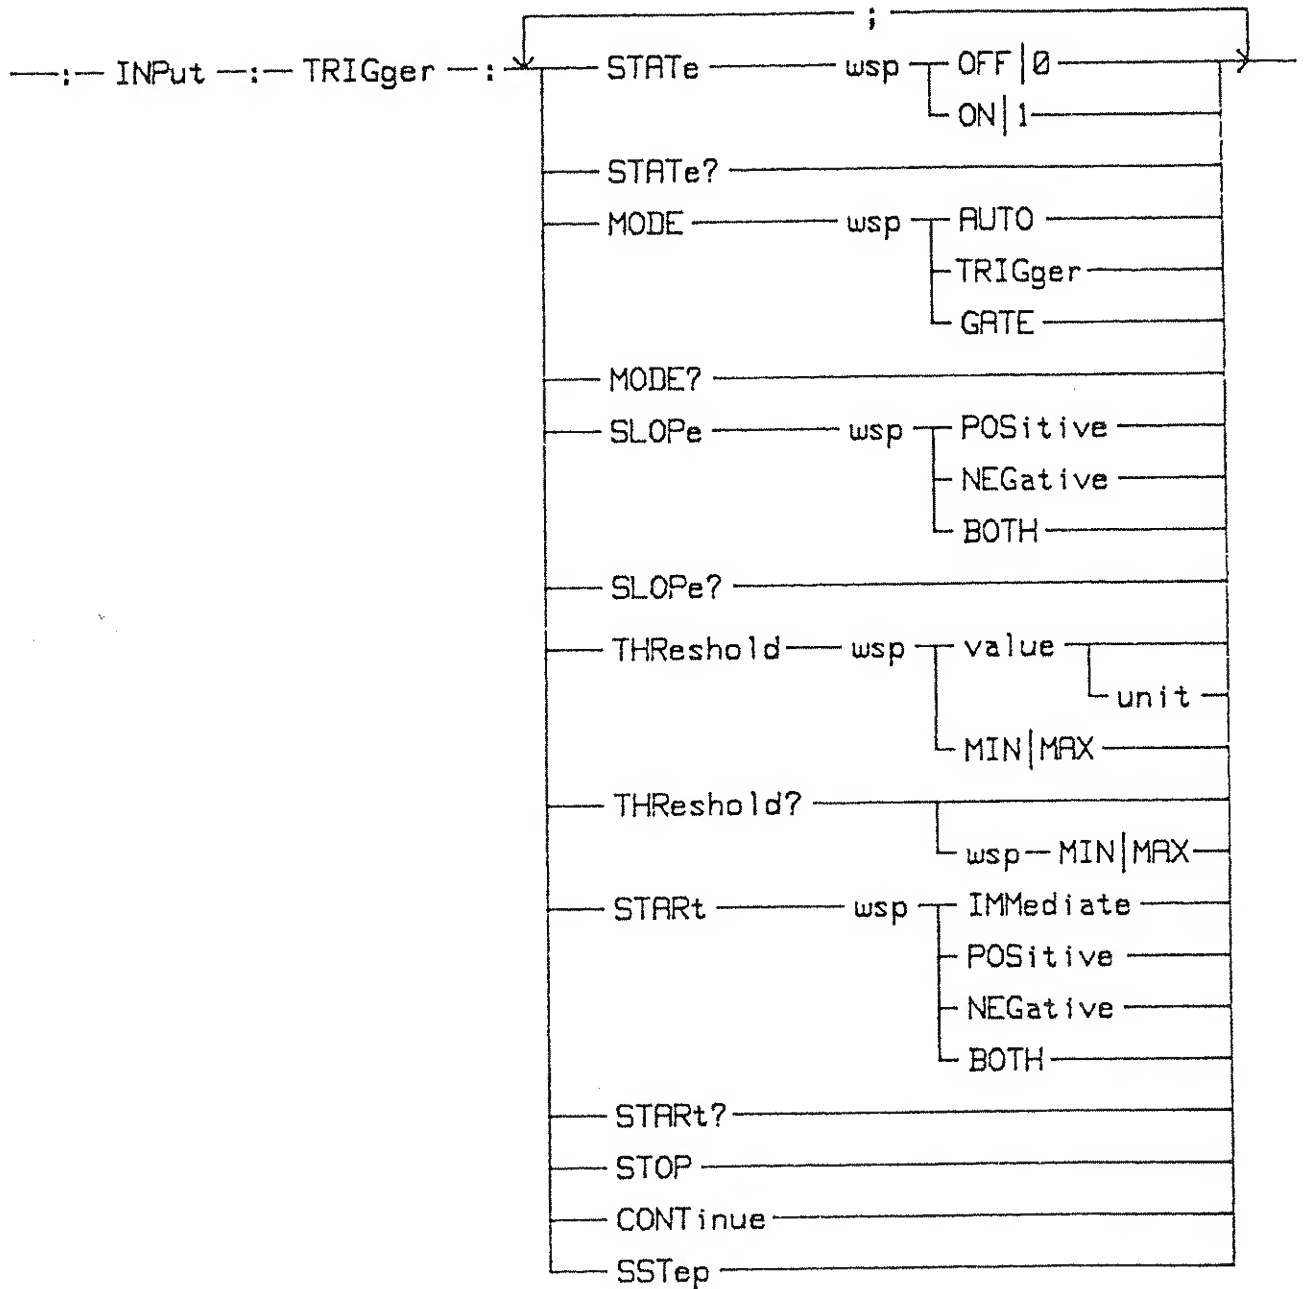 ;
: INPut : TRIGger : STATe wsp OFF|0
ON|1
STATe?
MODE wsp AUTO
TRIGger
GATE
MODE?
SLOPe wsp POSitive
NEGative
BOTH
SLOPe?
THReshold wsp value
unit
MIN|MAX
THReshold?
wsp MIN|MAX
STARt wsp IMMediate
POSitive
NEGative
BOTH
STARt?
STOP
CONTinue
SSTep